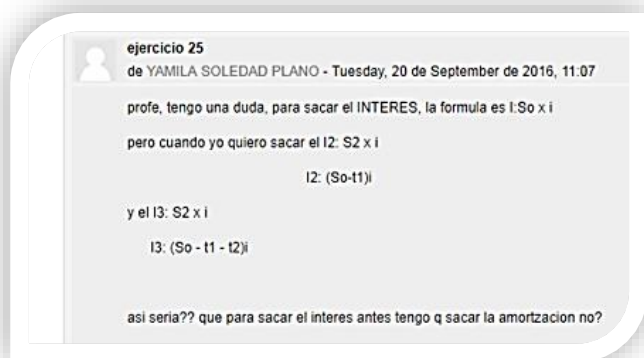 ejercicio 25
de YAMILA SOLEDAD PLANO - Tuesday, 20 de September de 2016, 11:07
profe, tengo una duda, para sacar el INTERES, la formula es I:So x i
pero cuando yo quiero sacar el I2: S2 x i
I2: (So-t1)i
y el I3: S2 x i
I3: (So - t1 - t2)i
asi seria?? que para sacar el interes antes tengo q sacar la amortzacion no?